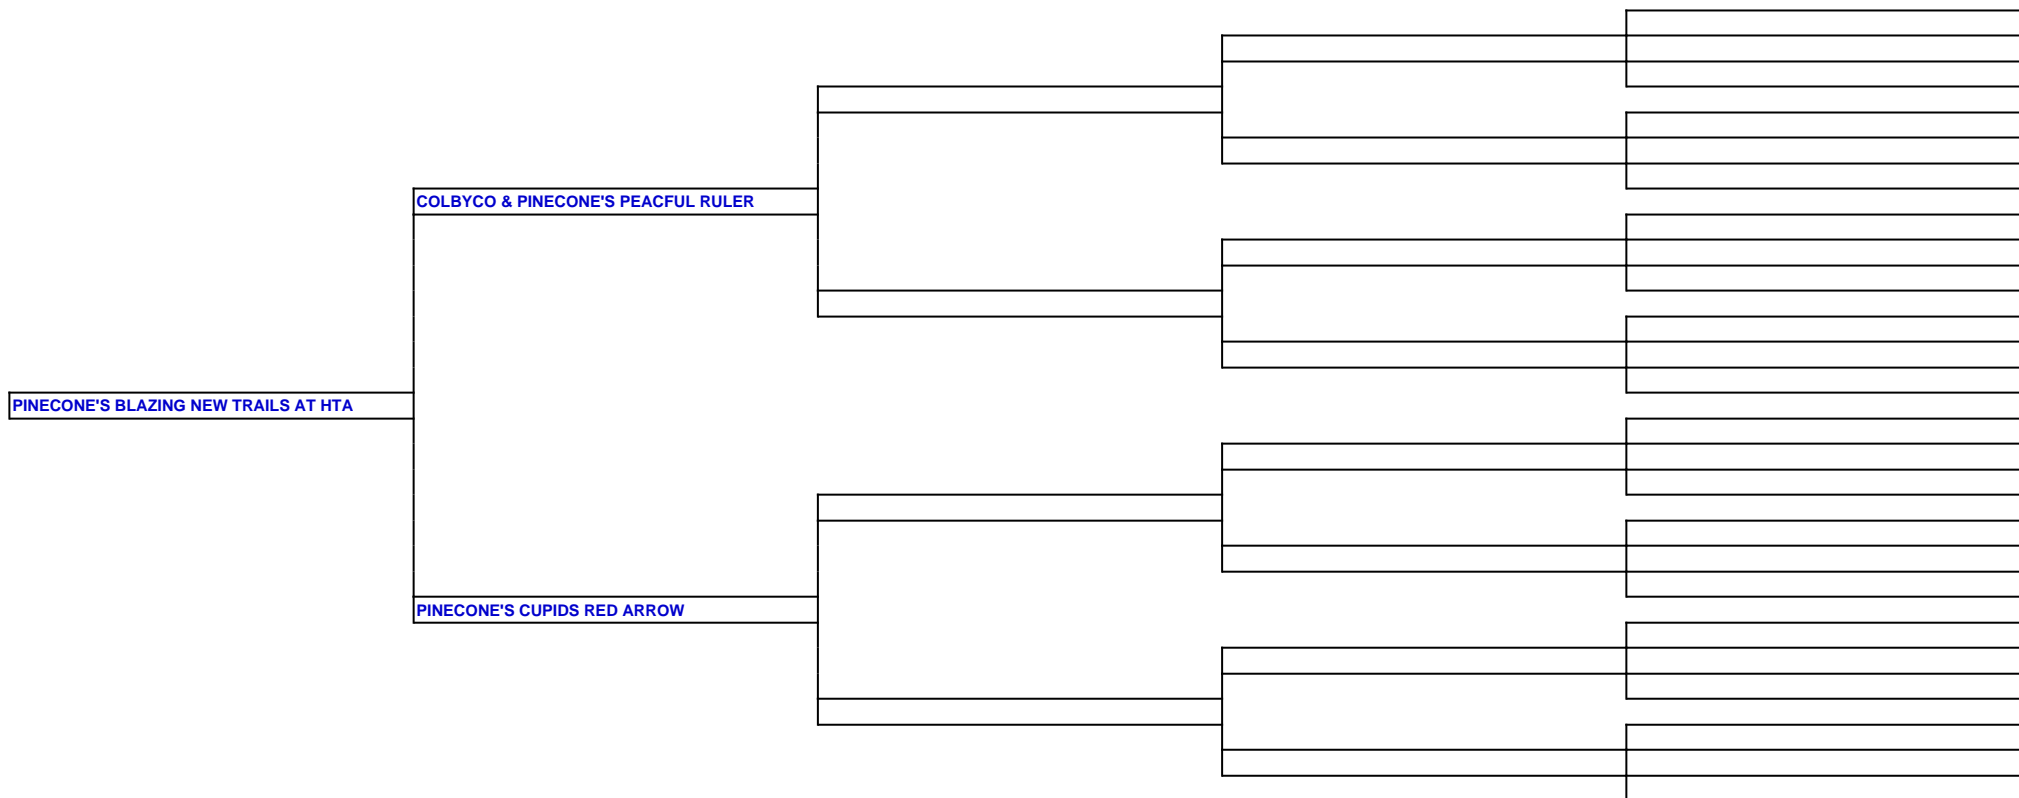 COLBYCO & PINECONE'S PEACFUL RULER
PINECONE'S BLAZING NEW TRAILS AT HTA
PINECONE'S CUPIDS RED ARROW